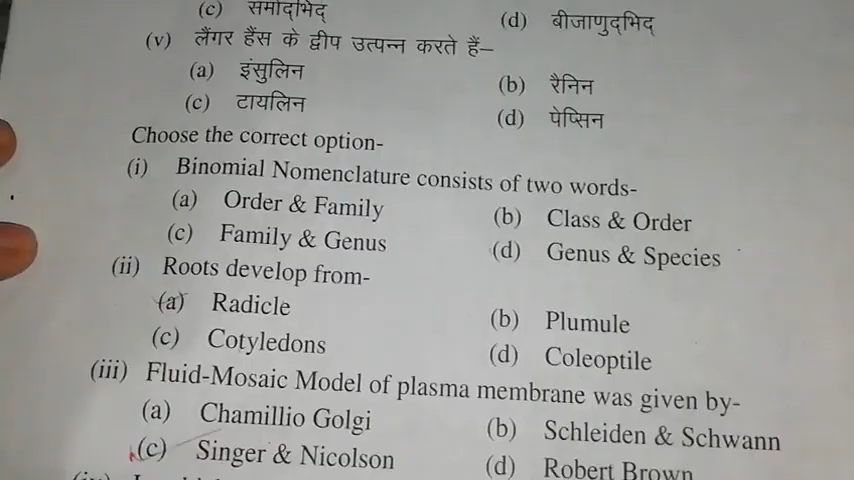 (c) समोद्भिद् (d) बीजाणुद्भिद्
(v) लैंगर हैंस के द्वीप उत्पन्न करते हैं–
(a) इंसुलिन (b) रैनिन
(c) टायलिन (d) पेप्सिन
Choose the correct option-
(i) Binomial Nomenclature consists of two words-
(a) Order & Family (b) Class & Order
(c) Family & Genus (d) Genus & Species
(ii) Roots develop from-
(a) Radicle (b) Plumule
(c) Cotyledons (d) Coleoptile
(iii) Fluid-Mosaic Model of plasma membrane was given by-
(a) Chamillio Golgi (b) Schleiden & Schwann
(c) Singer & Nicolson (d) Robert Brown